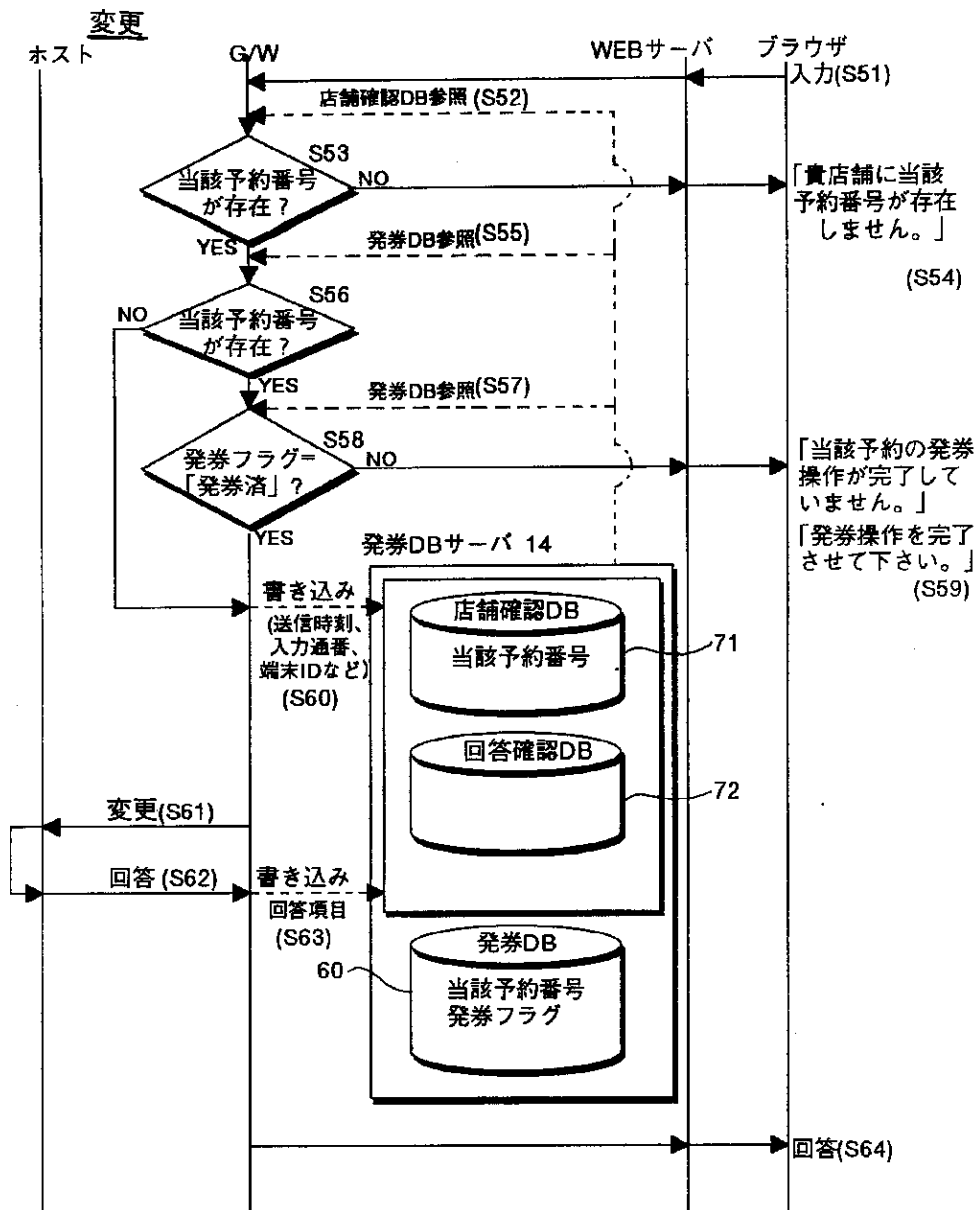 変更
ホスト
G/W
WEBサーバ
ブラウザ
入力(S51)
店舗確認DB参照 (S52)
S53
当該予約番号
が存在？
NO
「貴店舗に当該
予約番号が存在
しません。」
(S54)
YES
発券DB参照(S55)
S56
NO
当該予約番号
が存在？
YES
発券DB参照(S57)
S58
発券フラグ=
「発券済」？
NO
「当該予約の発券
操作が完了して
いません。」
「発券操作を完了
させて下さい。」
(S59)
YES
発券DBサーバ 14
書き込み
(送信時刻、
入力通番、
端末IDなど)
(S60)
店舗確認DB
当該予約番号
71
回答確認DB
72
変更(S61)
回答 (S62)
書き込み
回答項目
(S63)
発券DB
60
当該予約番号
発券フラグ
回答(S64)